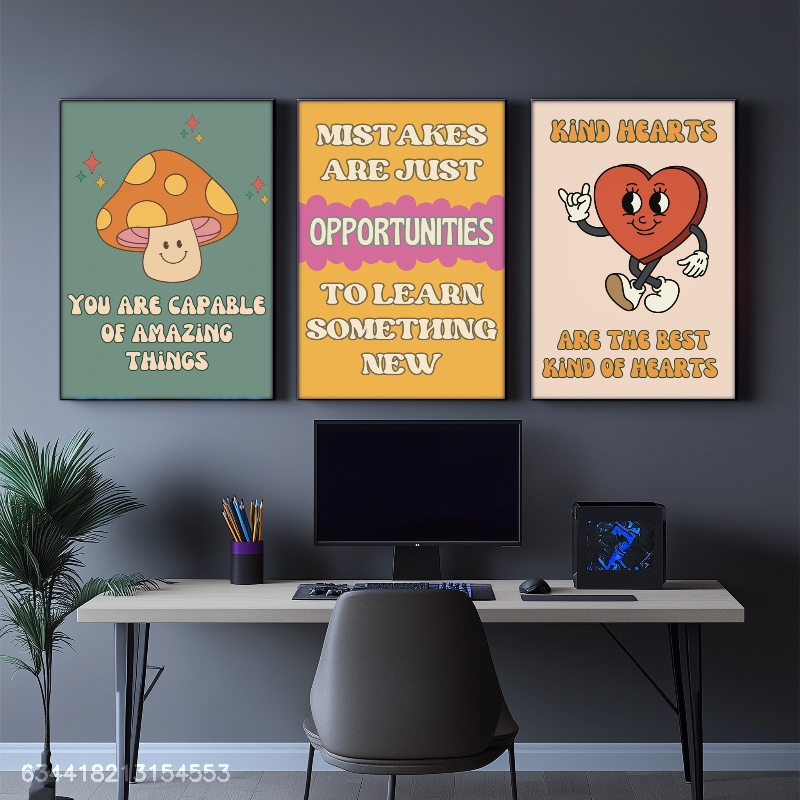 YOU ARE CAPABLE
OF AMAZING
THINGS
MISTAKES
ARE JUST
OPPORTUNITIES
TO LEARN
SOMETHING
NEW
KIND HEARTS
ARE THE BEST
KIND OF HEARTS
634418213154553